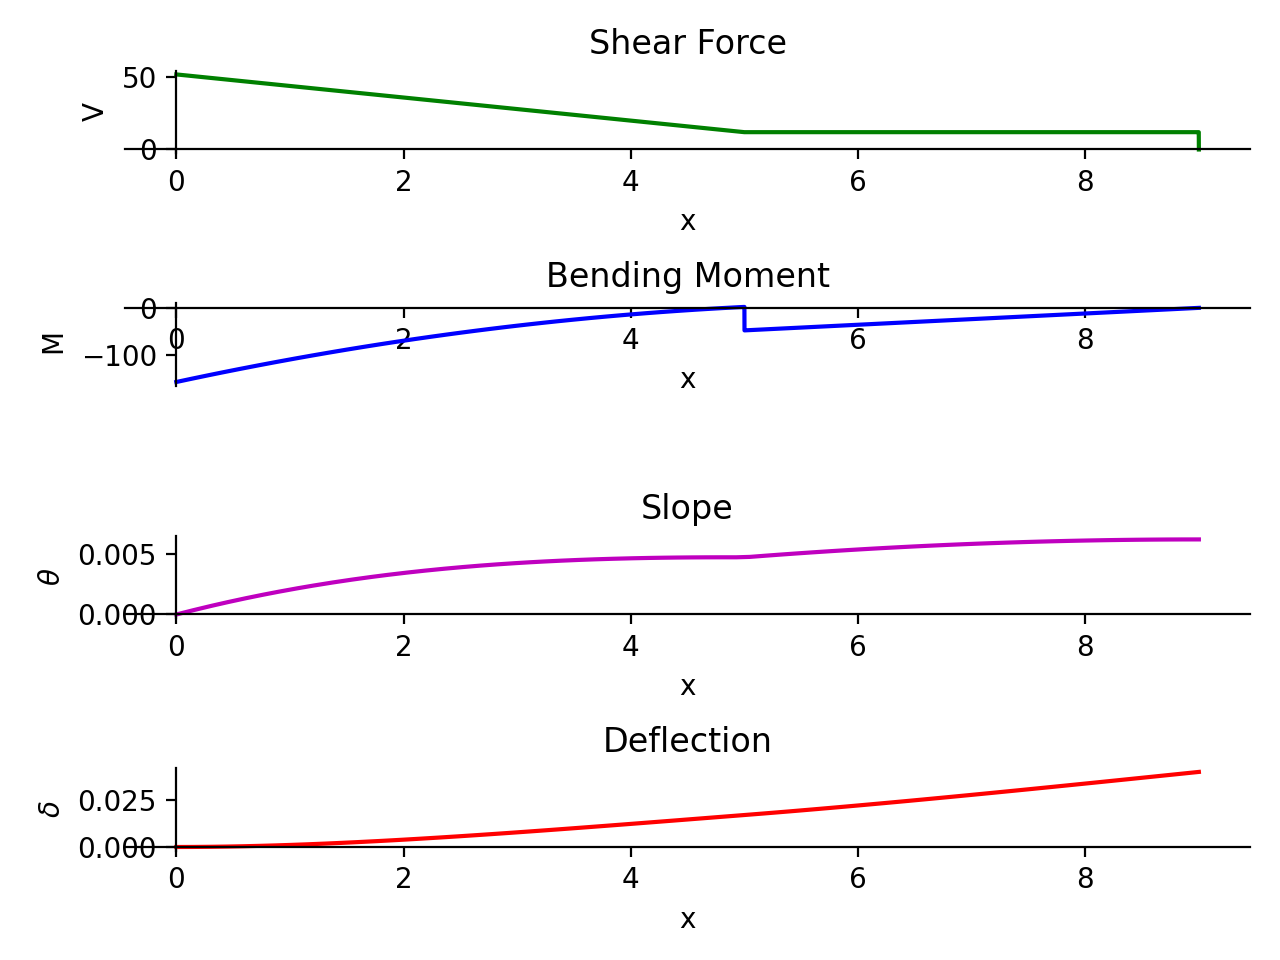 Shear Force
50
V
0
0 2 4 6 8
x
Bending Moment
0
0 2 4 6 8
M
−100
x
Slope
0.005
θ
0.000
0 2 4 6 8
x
Deflection
0.025
δ
0.000
0 2 4 6 8
x